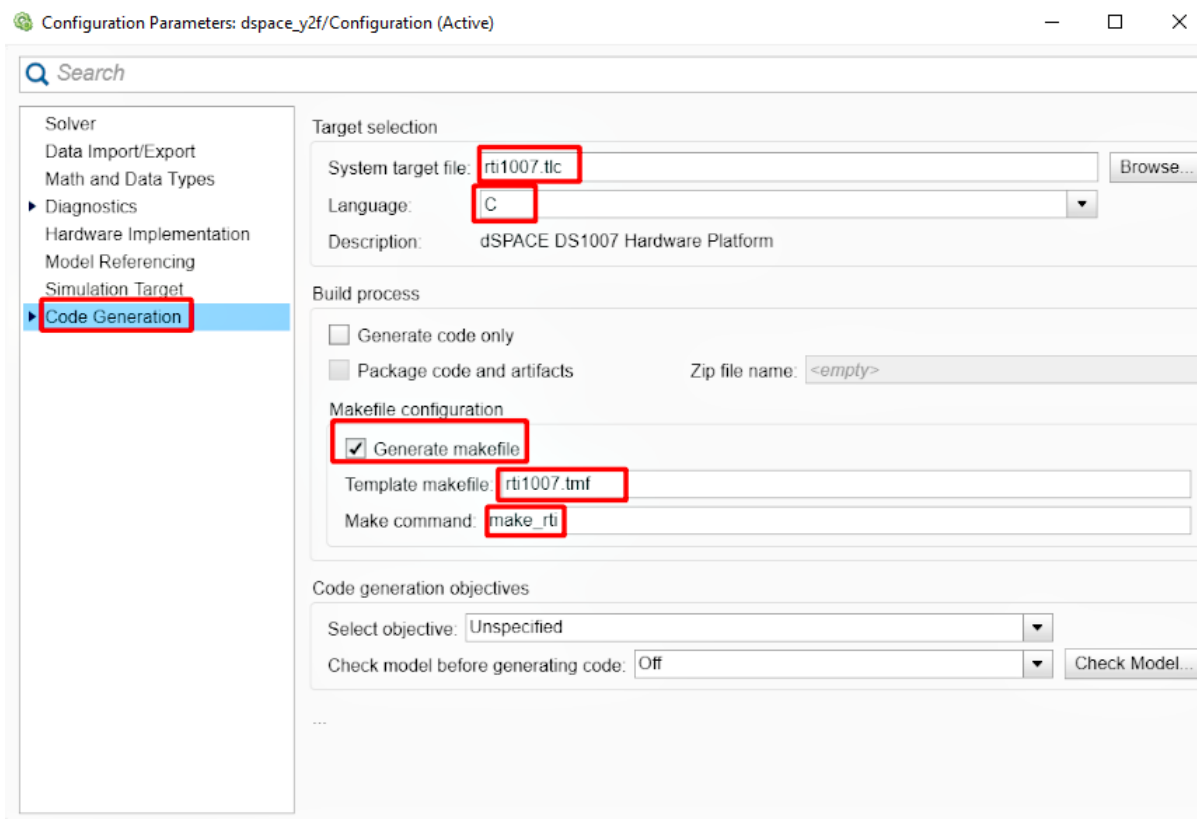 Configuration Parameters: dspace_y2f/Configuration (Active)
Search
Solver
Data Import/Export
Math and Data Types
Diagnostics
Hardware Implementation
Model Referencing
Simulation Target
Code Generation
Target selection
System target file: rti1007.tlc Browse...
Language: C
Description: dSPACE DS1007 Hardware Platform
Build process
Generate code only
Package code and artifacts Zip file name: <empty>
Makefile configuration
Generate makefile
Template makefile: rti1007.tmf
Make command: make_rti
Code generation objectives
Select objective: Unspecified
Check model before generating code: Off Check Model...
...